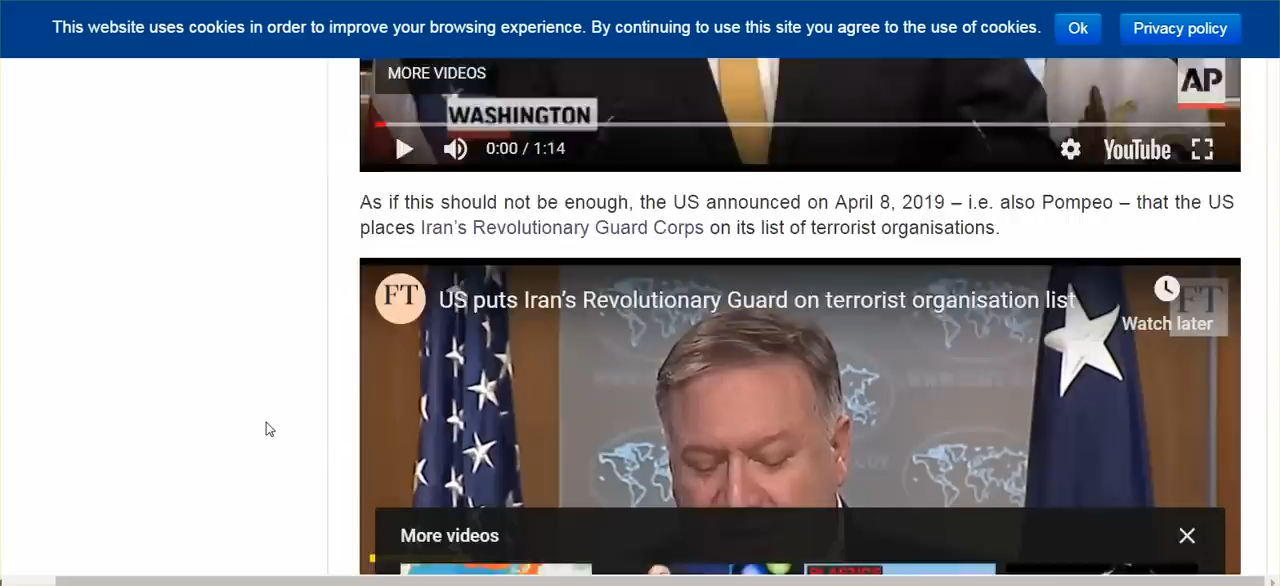 This website uses cookies in order to improve your browsing experience. By continuing to use this site you agree to the use of cookies.
Ok
Privacy policy
MORE VIDEOS
AP
WASHINGTON
0:00 / 1:14
YouTube
As if this should not be enough, the US announced on April 8, 2019 – i.e. also Pompeo – that the US
places Iran's Revolutionary Guard Corps on its list of terrorist organisations.
FT
US puts Iran's Revolutionary Guard on terrorist organisation list
FT
Watch later
More videos
PLASTICS